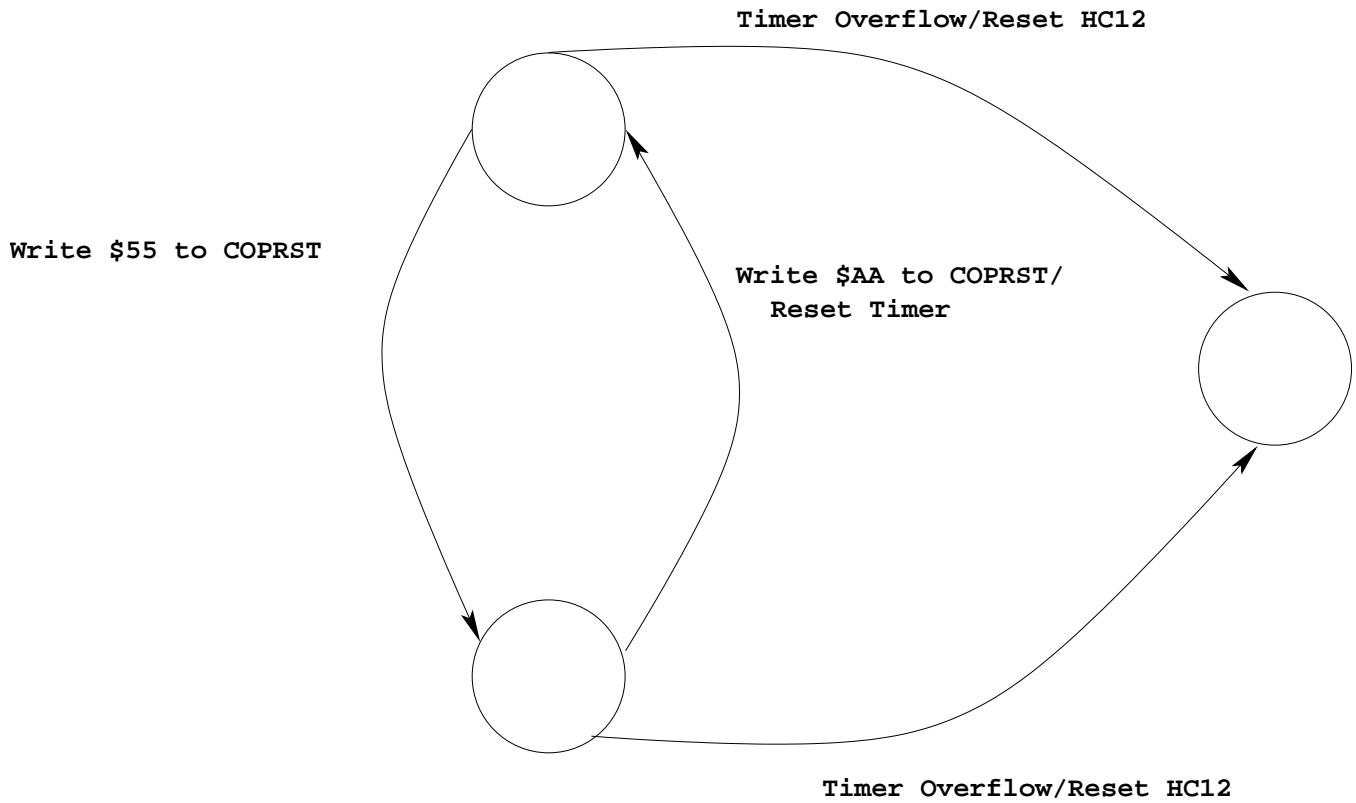 Timer Overflow/Reset HC12
Write $55 to COPRST
Write $AA to COPRST/
Reset Timer
Timer Overflow/Reset HC12